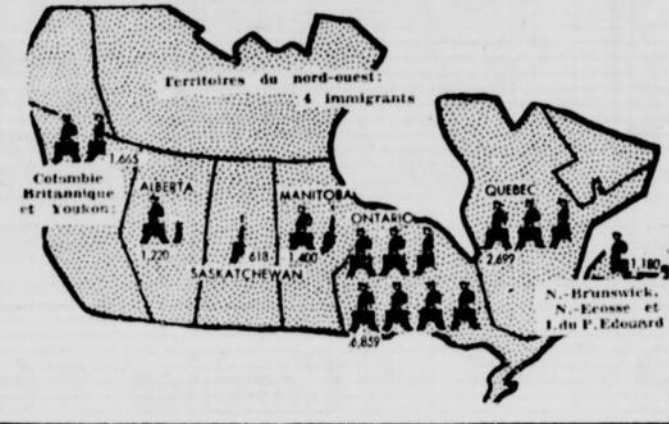 Territoires du nord-ouest:
4 immigrants
1,665
Colombie
Britannique
et Youkon:
ALBERTA
1,220
618
SASKATCHEWAN
MANITOBA
1,400
ONTARIO
6,859
QUEBEC
2,699
1,180
N.-Brunswick,
N.-Ecosse et
I.du P.Edouard